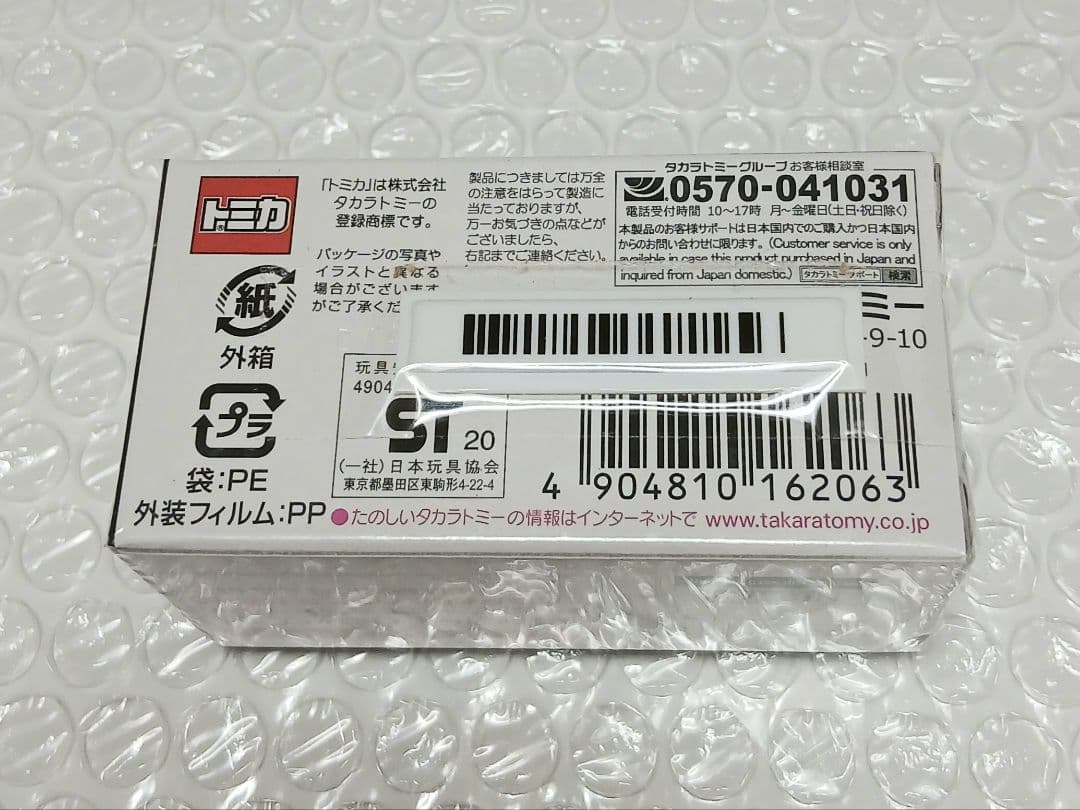 トミカ
「トミカ」は株式会社
タカラトミーの
登録商標です。
パッケージの写真や
イラストと異なる
場合がございます
がご了承くだ
製品につきましては万全
の注意をはらって製造に
当たっておりますが、
万一お気づきの点などが
ございましたら、
右記までご連絡ください。
タカラトミーグループ お客様相談室
0570-041031
電話受付時間 10〜17時 月〜金曜日(土日・祝日除く)
本製品のお客様サポートは日本国内でのご購入かつ日本国内
からのお問い合わせに限ります。(Customer service is only
available in case this product purchased in Japan and
inquired from Japan domestic.)
タカラトミーサポート 検索
ミー
-9-10
紙
外箱
プラ
袋:PE
外装フィルム:PP
玩具
4904
ST 20
(一社)日本玩具協会
東京都墨田区東駒形4-22-4
4 904810 162063
●たのしいタカラトミーの情報はインターネットで www.takaratomy.co.jp